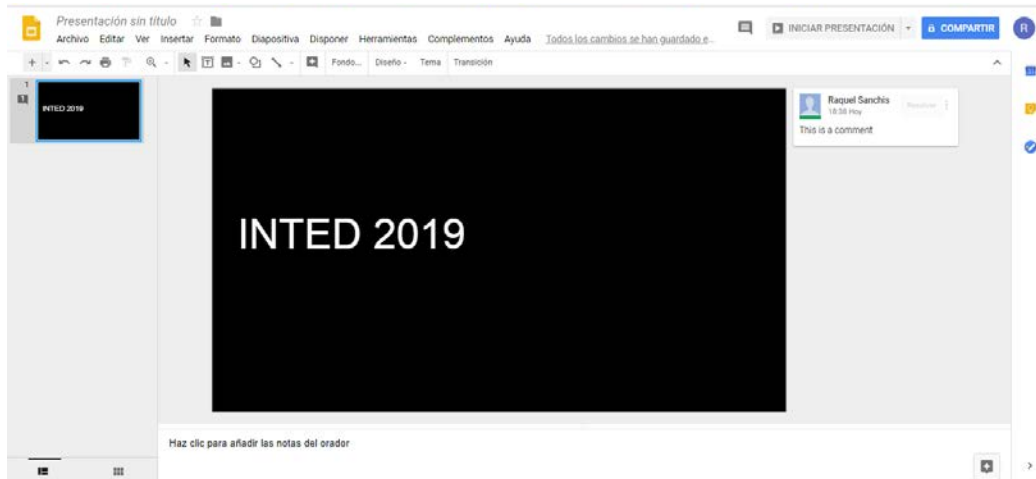 Presentación sin título
Archivo Editar Ver Insertar Formato Diapositiva Disponer Herramientas Complementos Ayuda Todos los cambios se han guardado e...
INICIAR PRESENTACIÓN
COMPARTIR
R
Fondo... Diseño Tema Transición
1
1
INTED 2019
INTED 2019
Raquel Sanchis
18:38 Hoy
This is a comment
Haz clic para añadir las notas del orador